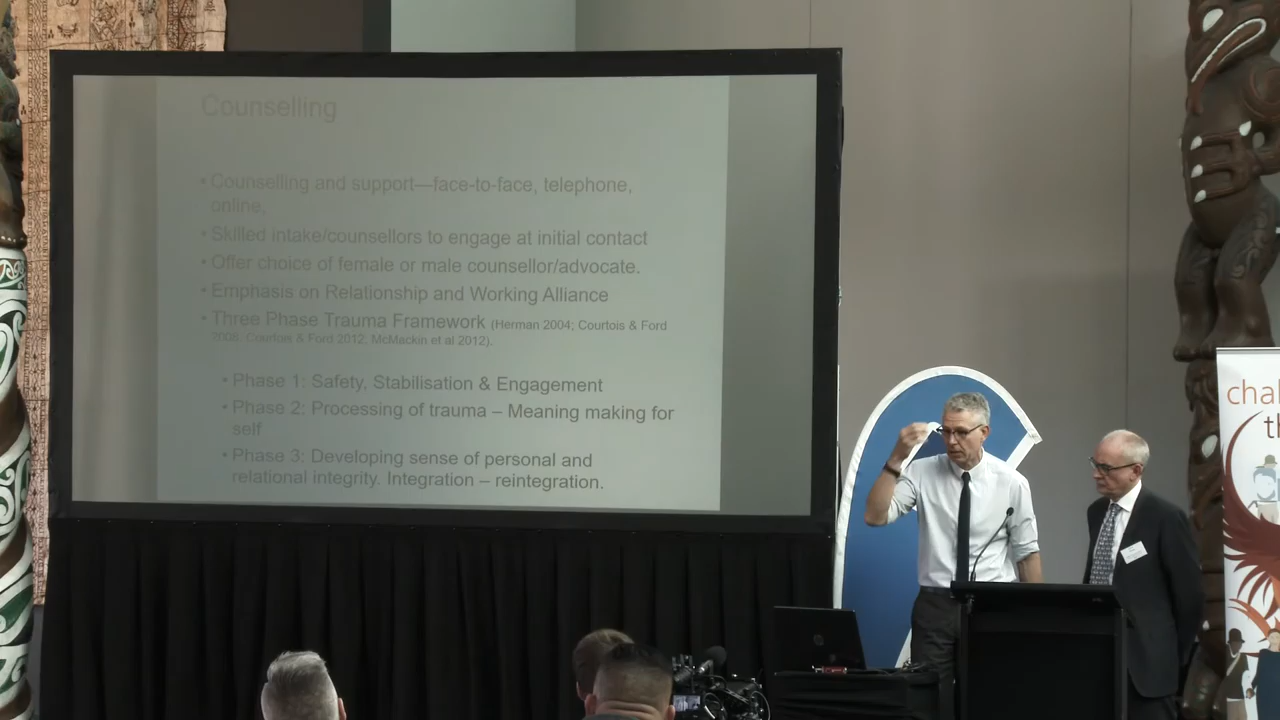 Counselling
• Counselling and support—face-to-face, telephone,
online,
• Skilled intake/counsellors to engage at initial contact
• Offer choice of female or male counsellor/advocate.
• Emphasis on Relationship and Working Alliance
• Three Phase Trauma Framework (Herman 2004; Courtois & Ford
2008; Courtois & Ford 2012; McMackin et al 2012).
• Phase 1: Safety, Stabilisation & Engagement
• Phase 2: Processing of trauma – Meaning making for
self
• Phase 3: Developing sense of personal and
relational integrity. Integration – reintegration.
chal
th